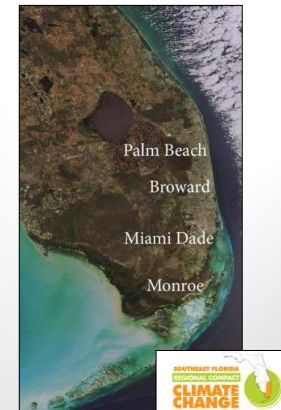 Palm Beach
Broward
Miami Dade
Monroe
SOUTHEAST FLORIDA
REGIONAL COMPACT
CLIMATE
CHANGE